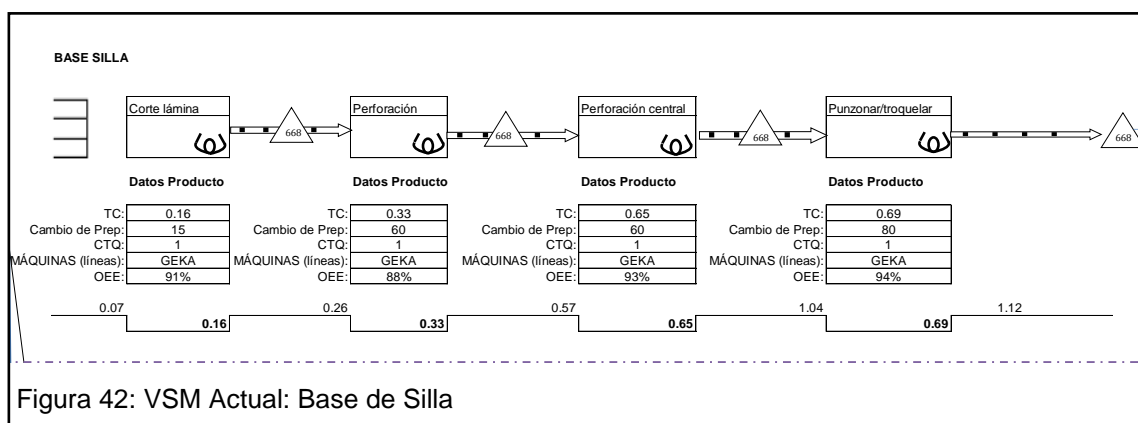 BASE SILLA
Corte lámina Perforación Perforación central Punzonar/troquelar
668 668 668 668
Datos Producto Datos Producto Datos Producto Datos Producto
TC: 0.16 TC: 0.33 TC: 0.65 TC: 0.69
Cambio de Prep: 15 Cambio de Prep: 60 Cambio de Prep: 60 Cambio de Prep: 80
CTQ: 1 CTQ: 1 CTQ: 1 CTQ: 1
MÁQUINAS (líneas): GEKA MÁQUINAS (líneas): GEKA MÁQUINAS (líneas): GEKA MÁQUINAS (líneas): GEKA
OEE: 91% OEE: 88% OEE: 93% OEE: 94%
0.07 0.26 0.57 1.04 1.12
0.16 0.33 0.65 0.69
Figura 42: VSM Actual: Base de Silla